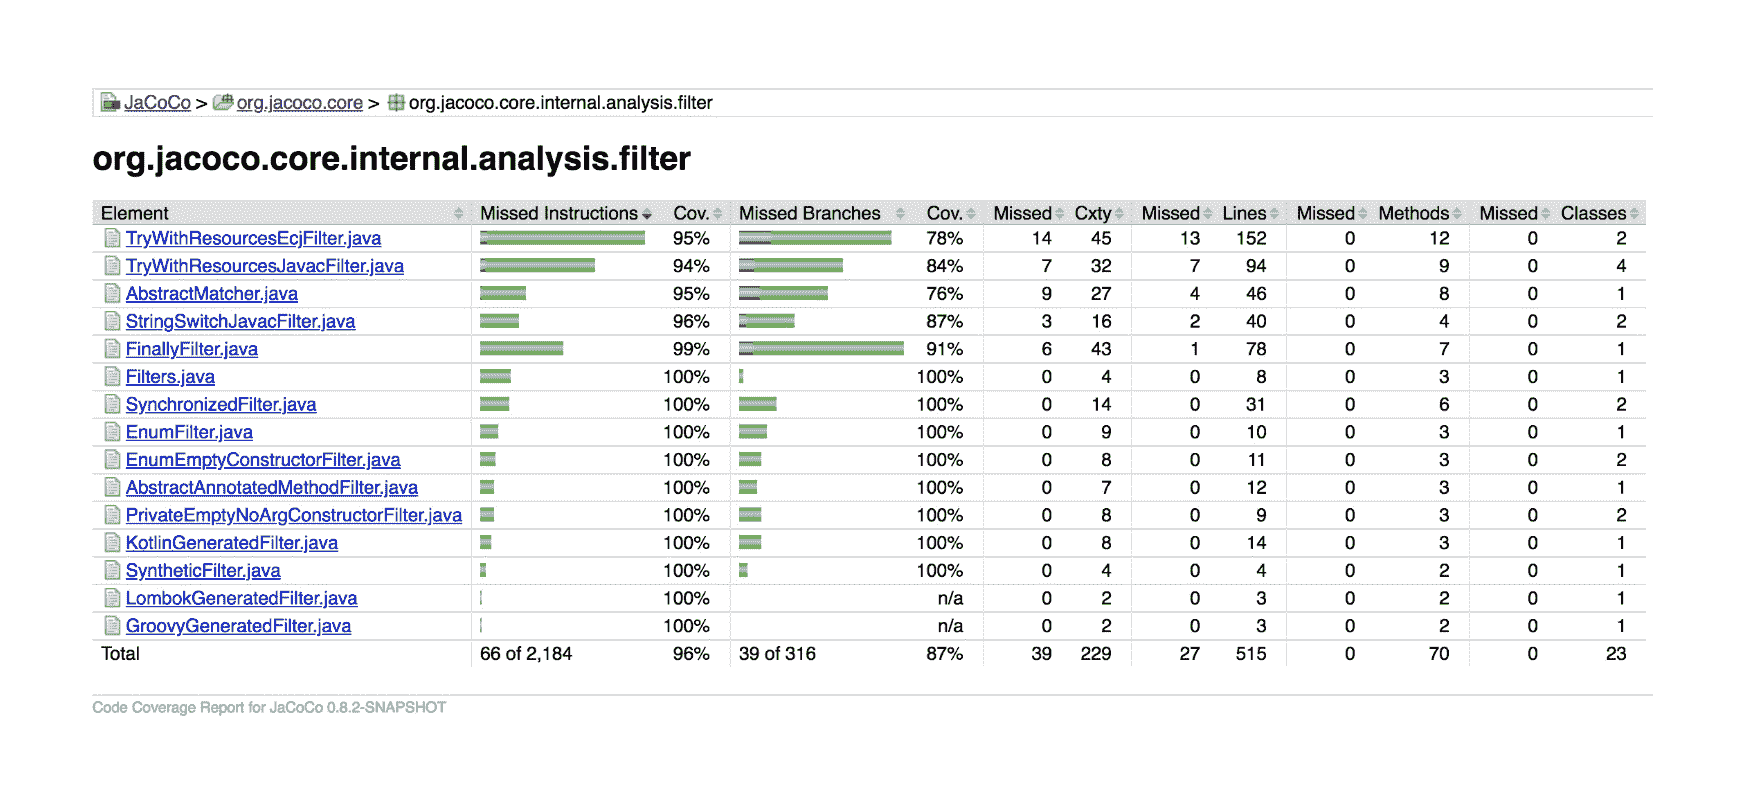 JaCoCo > org.jacoco.core > org.jacoco.core.internal.analysis.filter
org.jacoco.core.internal.analysis.filter
Element Missed Instructions Cov. Missed Branches Cov. Missed Cxty Missed Lines Missed Methods Missed Classes
TryWithResourcesEcjFilter.java 95% 78% 14 45 13 152 0 12 0 2
TryWithResourcesJavacFilter.java 94% 84% 7 32 7 94 0 9 0 4
AbstractMatcher.java 95% 76% 9 27 4 46 0 8 0 1
StringSwitchJavacFilter.java 96% 87% 3 16 2 40 0 4 0 2
FinallyFilter.java 99% 91% 6 43 1 78 0 7 0 1
Filters.java 100% 100% 0 4 0 8 0 3 0 1
SynchronizedFilter.java 100% 100% 0 14 0 31 0 6 0 2
EnumFilter.java 100% 100% 0 9 0 10 0 3 0 1
EnumEmptyConstructorFilter.java 100% 100% 0 8 0 11 0 3 0 2
AbstractAnnotatedMethodFilter.java 100% 100% 0 7 0 12 0 3 0 1
PrivateEmptyNoArgConstructorFilter.java 100% 100% 0 8 0 9 0 3 0 2
KotlinGeneratedFilter.java 100% 100% 0 8 0 14 0 3 0 1
SyntheticFilter.java 100% 100% 0 4 0 4 0 2 0 1
LombokGeneratedFilter.java 100% n/a 0 2 0 3 0 2 0 1
GroovyGeneratedFilter.java 100% n/a 0 2 0 3 0 2 0 1
Total 66 of 2,184 96% 39 of 316 87% 39 229 27 515 0 70 0 23
Code Coverage Report for JaCoCo 0.8.2-SNAPSHOT